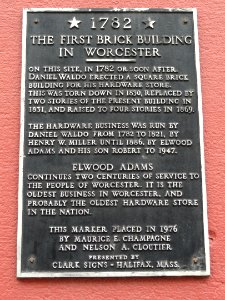 ★ 1782 ★
THE FIRST BRICK BUILDING
IN WORCESTER
ON THIS SITE, IN 1782 OR SOON AFTER,
DANIEL WALDO ERECTED A SQUARE BRICK
BUILDING FOR HIS HARDWARE STORE.
THIS WAS TORN DOWN IN 1830, REPLACED BY
TWO STORIES OF THE PRESENT BUILDING IN
1831, AND RAISED TO FOUR STORIES IN 1869.
THE HARDWARE BUSINESS WAS RUN BY
DANIEL WALDO FROM 1782 TO 1821, BY
HENRY W. MILLER UNTIL 1886, BY ELWOOD
ADAMS AND HIS SON ROBERT TO 1947.
ELWOOD ADAMS
CONTINUES TWO CENTURIES OF SERVICE TO
THE PEOPLE OF WORCESTER. IT IS THE
OLDEST BUSINESS IN WORCESTER, AND
PROBABLY THE OLDEST HARDWARE STORE
IN THE NATION.
THIS MARKER PLACED IN 1976
BY MAURICE E. CHAMPAGNE
AND NELSON A. CLOUTIER
PRESENTED BY
CLARK SIGNS - HALIFAX, MASS.